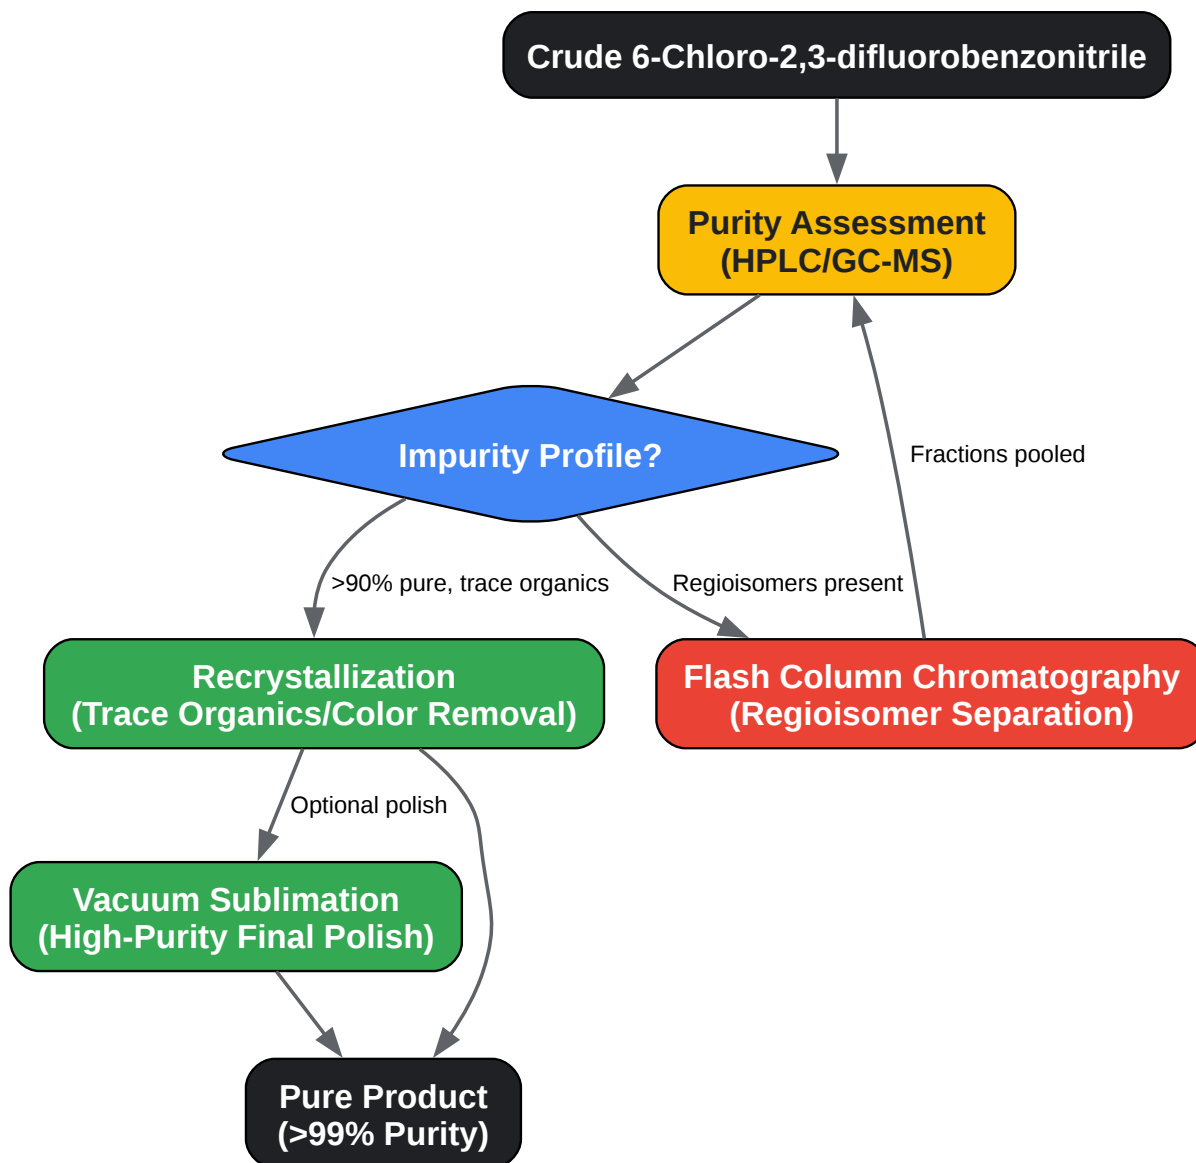 Crude 6-Chloro-2,3-difluorobenzonitrile
Purity Assessment
(HPLC/GC-MS)
Impurity Profile?
Fractions pooled
>90% pure, trace organics
Regioisomers present
Recrystallization
(Trace Organics/Color Removal)
Flash Column Chromatography
(Regioisomer Separation)
Optional polish
Vacuum Sublimation
(High-Purity Final Polish)
Pure Product
(>99% Purity)